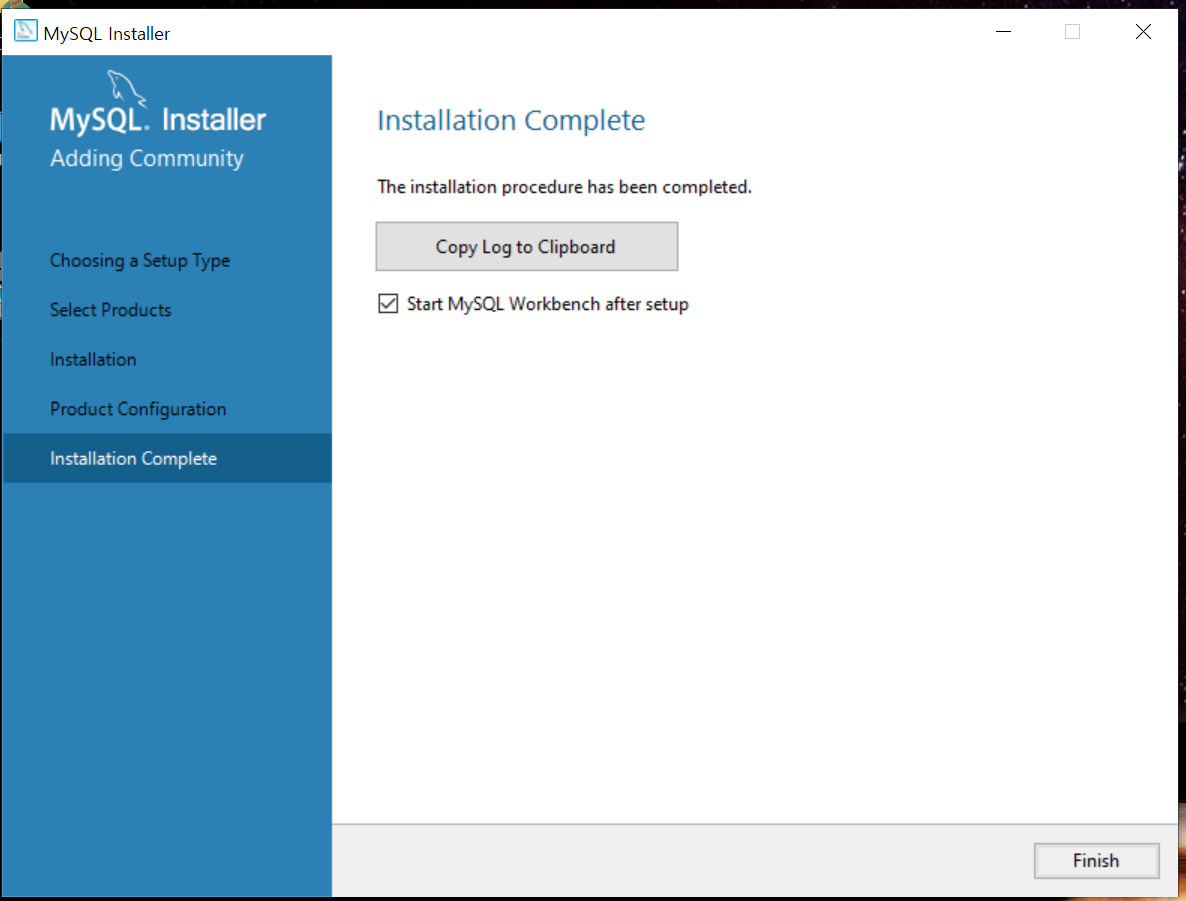 MySQL Installer
MySQL. Installer
Adding Community
Choosing a Setup Type
Select Products
Installation
Product Configuration
Installation Complete
Installation Complete
The installation procedure has been completed.
Copy Log to Clipboard
Start MySQL Workbench after setup
Finish